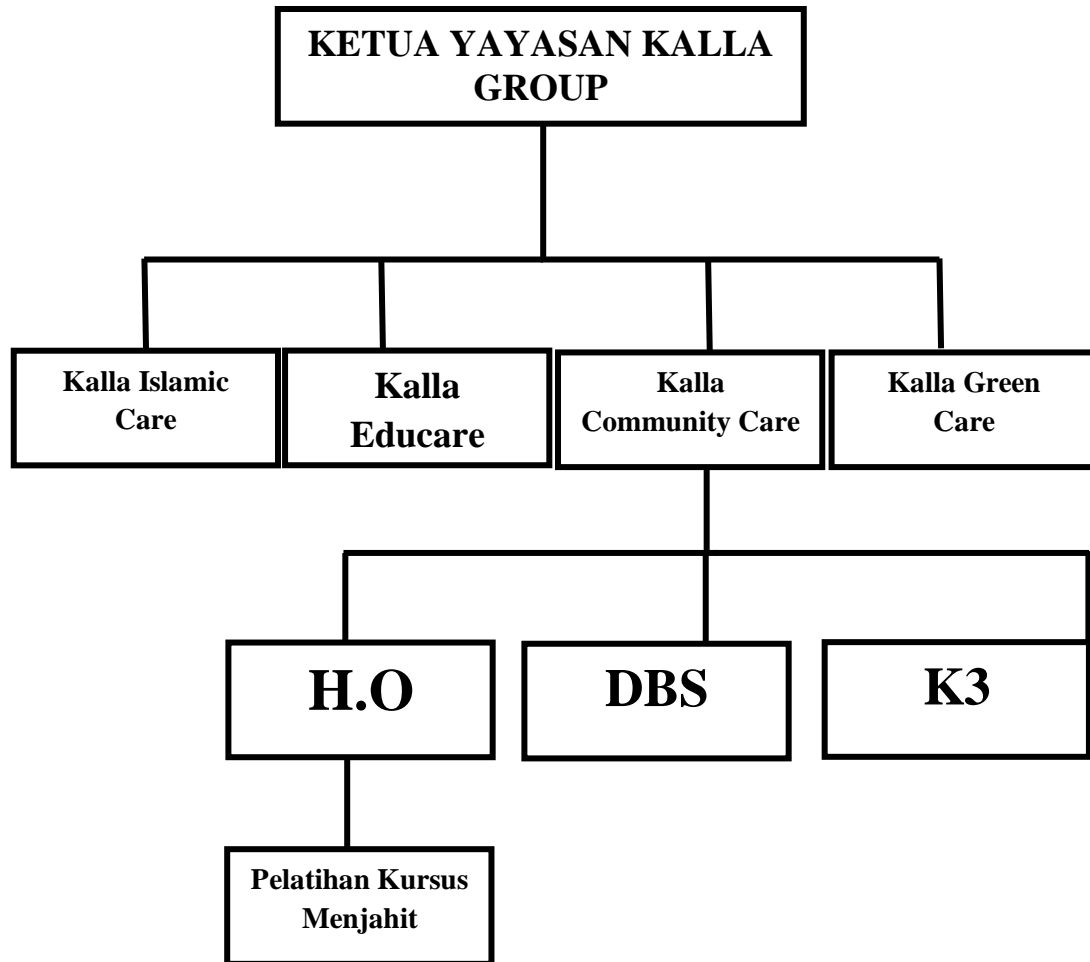 KETUA YAYASAN KALLA
GROUP
Kalla Islamic
Care
Kalla
Educare
Kalla
Community Care
Kalla Green
Care
H.O
DBS
K3
Pelatihan Kursus
Menjahit